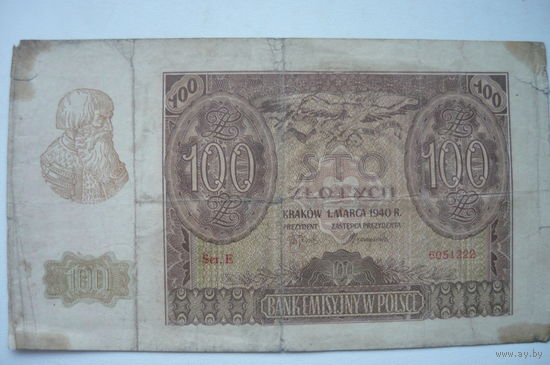 100 100
100 100
STO
ZŁOTYCH
KRAKÓW 1. MARCA 1940 R.
PREZYDENT ZASTĘPCA PREZYDENTA
Ser. E 6051222
100 100
BANK EMISYJNY W POLSCE
www.ay.by